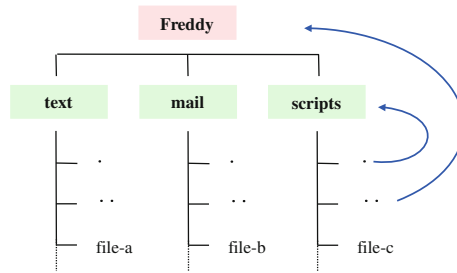 Freddy
text mail scripts
. . .
.. .. ..
file-a file-b file-c